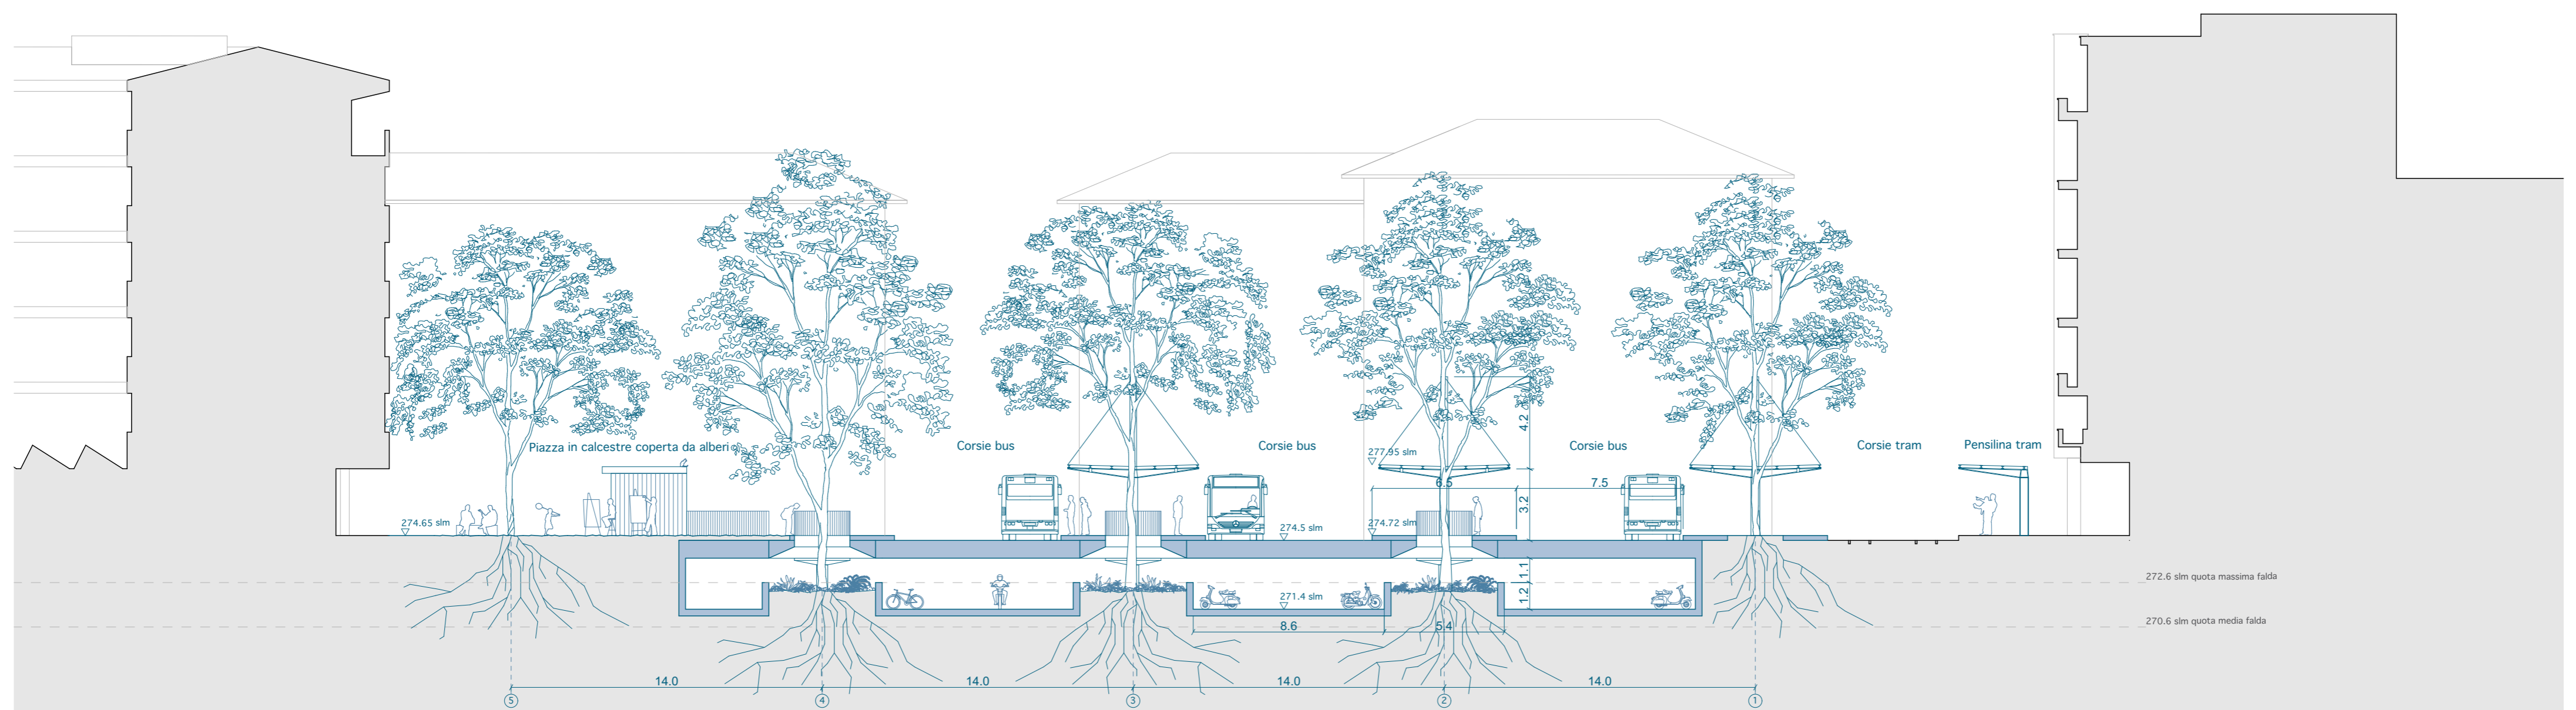 Piazza in calcestre coperta da alberi
Corsie bus
Corsie bus
Corsie bus
Corsie tram
Pensilina tram
4.2
277.95 slm
6.5
7.5
3.2
274.65 slm
274.5 slm
274.72 slm
1.1
272.6 slm quota massima falda
1.2
271.4 slm
270.6 slm quota media falda
8.6
5.4
14.0
14.0
14.0
14.0
5
4
3
2
1